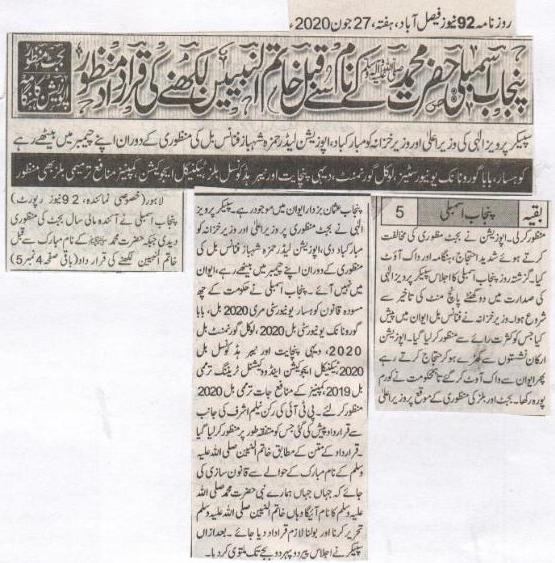 روزنامہ 92 نیوز فیصل آباد، ہفتہ، 27 جون 2020ء
پنجاب اسمبلی، حضرت محمد ﷺ کے نام سے قبل خاتم النبیین لکھنے کی قرارداد منظور
بجٹ منظور
اپوزیشن کا ہنگامہ
سپیکر پرویز الٰہی کی وزیر اعلیٰ اور وزیر خزانہ کو مبارکباد، اپوزیشن لیڈر حمزہ شہباز فنانس بل کی منظوری کے دوران اپنے چیمبر میں بیٹھے رہے
کوہسار، بابا گورونانک یونیورسٹیز، لوکل گورنمنٹ، دیہی پنچایت اور نیبر ہڈ کونسل بلز، ٹیکنیکل ایجوکیشن، کمپنیز منافع ترمیمی بلز بھی منظور
لاہور (خصوصی نمائندہ، 92 نیوز رپورٹ)
پنجاب اسمبلی نے آئندہ مالی سال بجٹ کی منظوری
دیدی جبکہ حضرت محمد ﷺ کے نام مبارک سے قبل
خاتم النبیین لکھنے کی قرار داد (باقی صفحہ 4 نمبر 5)
بقیہ پنجاب اسمبلی 5
منظور کرلی۔ اپوزیشن نے بجٹ منظوری کی مخالفت
کرتے ہوئے شدید احتجاج، ہنگامہ اور واک آؤٹ
کیا۔ گزشتہ روز پنجاب اسمبلی کا اجلاس سپیکر پرویز الٰہی
کی صدارت میں دو گھنٹے پانچ منٹ کی تاخیر سے
شروع ہوا۔ وزیر خزانہ نے فنانس بل ایوان میں پیش
کیا جس کو کثرت رائے سے منظور کرلیا گیا۔ اپوزیشن
ارکان نشستوں سے کھڑے ہو کر احتجاج کرتے رہے
پھر ایوان سے واک آؤٹ کر گئے تاہم حکومت نے کورم
پورہ رکھا۔ بجٹ اور بلز کی منظوری کے موقع پر وزیر اعلیٰ
پنجاب عثمان بزدار ایوان میں موجود رہے۔ سپیکر پرویز
الٰہی نے بجٹ منظوری پر وزیر اعلیٰ اور وزیر خزانہ کو
مبارکباد دی، اپوزیشن لیڈر حمزہ شہباز فنانس بل کی
منظوری کے دوران اپنے چیمبر میں بیٹھے رہے، ایوان
میں نہیں آئے۔ پنجاب اسمبلی نے حکومت کے چھ
مسودہ قانون کوہسار یونیورسٹی مری 2020 بل، بابا
گورونانک یونیورسٹی بل 2020، لوکل گورنمنٹ بل
2020، دیہی پنچایت اور نیبر ہڈ کونسل بل
2020، ٹیکنیکل ایجوکیشن اینڈ ووکیشنل ٹریننگ ترمیمی
بل 2019، کمپنیز کے منافع جات ترمیمی بل 2020
منظور کر لئے۔ پی ٹی آئی کی رکن نیلم اشرف کی جانب
سے قرارداد پیش کی گئی جس کو متفقہ طور پر منظور کر لیا گیا
۔ قرارداد کے متن کے مطابق خاتم النبیین صلی اللہ علیہ
وسلم کے نام مبارک کے حوالے سے قانون سازی کی
جائے کہ جہاں جہاں ہمارے نبی حضرت محمد صلی اللہ
علیہ وسلم کا نام آئیگا وہاں خاتم النبیین صلی اللہ علیہ وسلم
تحریر کرنا اور بولنا لازم قرار دیا جائے۔ بعدازاں
سپیکر نے اجلاس پیر دوپہر دو بجے تک ملتوی کر دیا۔